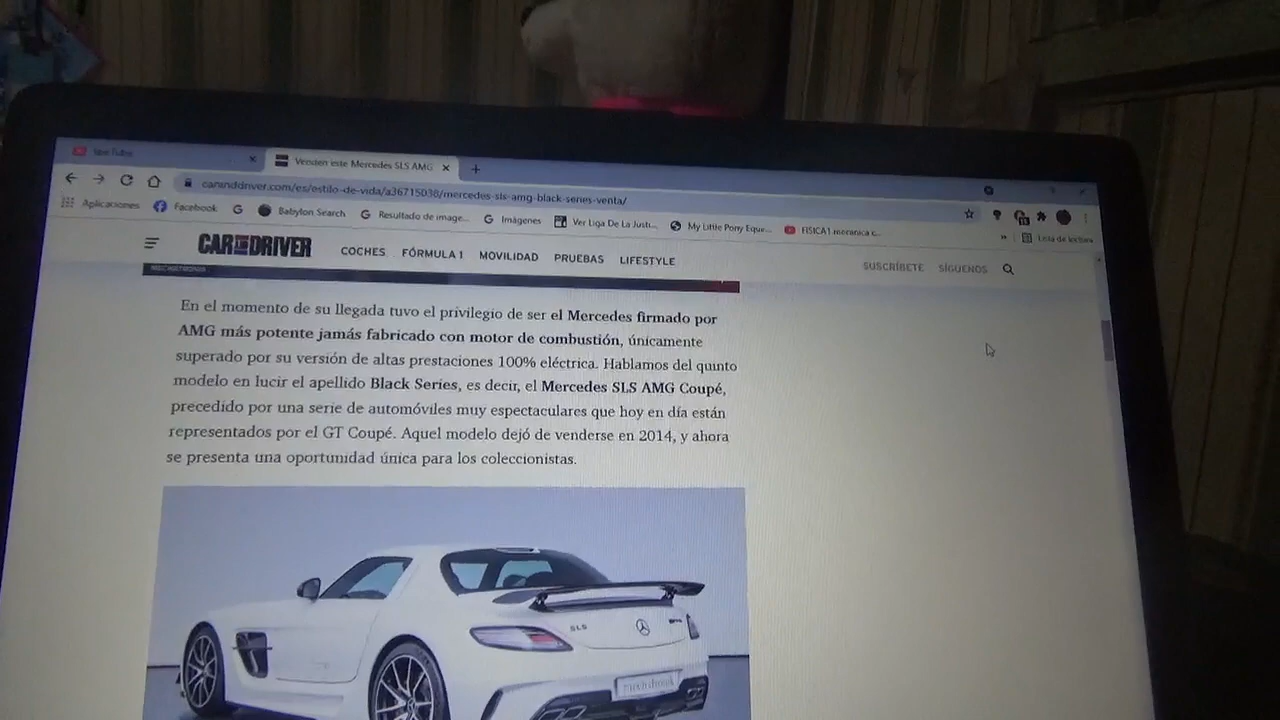 YouTube
Venden este Mercedes SLS AMG
caranddriver.com/es/estilo-de-vida/a36715038/mercedes-sls-amg-black-series-venta/
Aplicaciones Facebook Babylon Search Resultado de image... Imágenes Ver Liga De La Justi... My Little Pony Eque... FISICA1 mecanica c... Lista de lectura
CAR AND DRIVER COCHES FÓRMULA 1 MOVILIDAD PRUEBAS LIFESTYLE SUSCRÍBETE SÍGUENOS
En el momento de su llegada tuvo el privilegio de ser el Mercedes firmado por
AMG más potente jamás fabricado con motor de combustión, únicamente
superado por su versión de altas prestaciones 100% eléctrica. Hablamos del quinto
modelo en lucir el apellido Black Series, es decir, el Mercedes SLS AMG Coupé,
precedido por una serie de automóviles muy espectaculares que hoy en día están
representados por el GT Coupé. Aquel modelo dejó de venderse en 2014, y ahora
se presenta una oportunidad única para los coleccionistas.
SLS